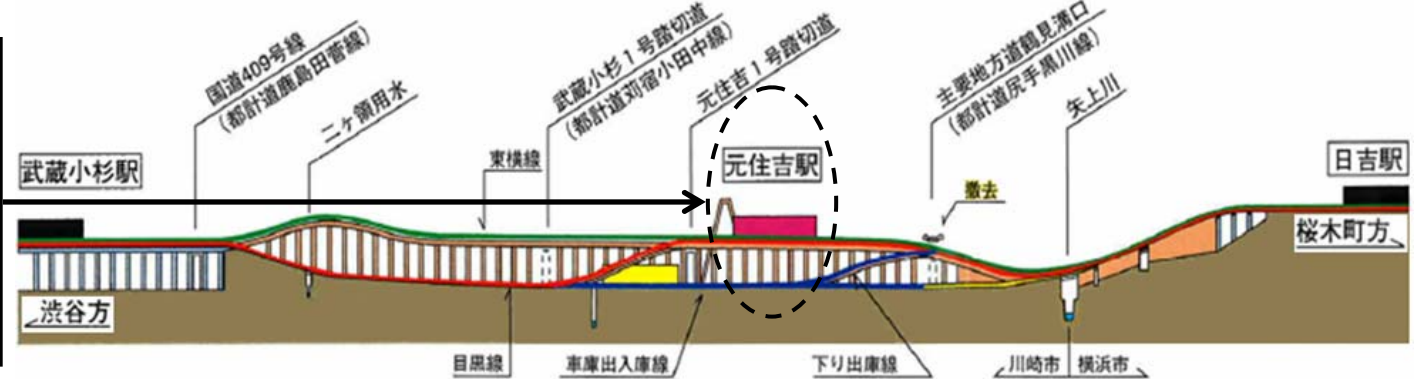 国道409号線
(都計道鹿島田菅線)
二ヶ領用水
武蔵小杉1号踏切道
(都計道苅宿小田中線)
元住吉1号踏切道
主要地方道鶴見溝口
(都計道尻手黒川線)
矢上川
武蔵小杉駅
東横線
元住吉駅
撤去
日吉駅
桜木町方
渋谷方
目黒線
車庫出入庫線
下り出庫線
川崎市
横浜市